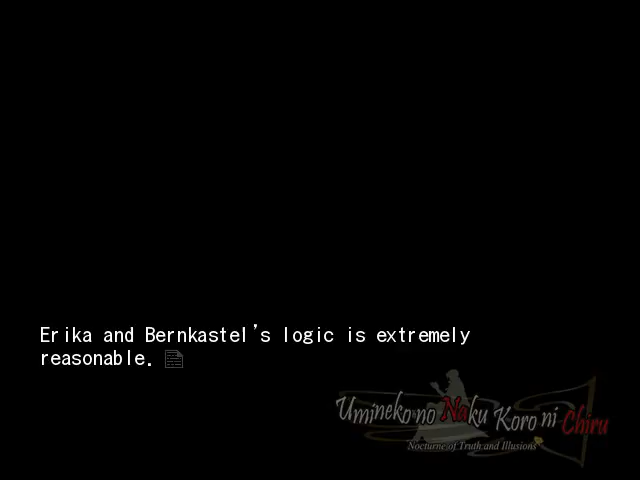 Erika and Bernkastel's logic is extremely
reasonable.
Umineko no Naku Koro ni Chiru
Nocturne of Truth and Illusions